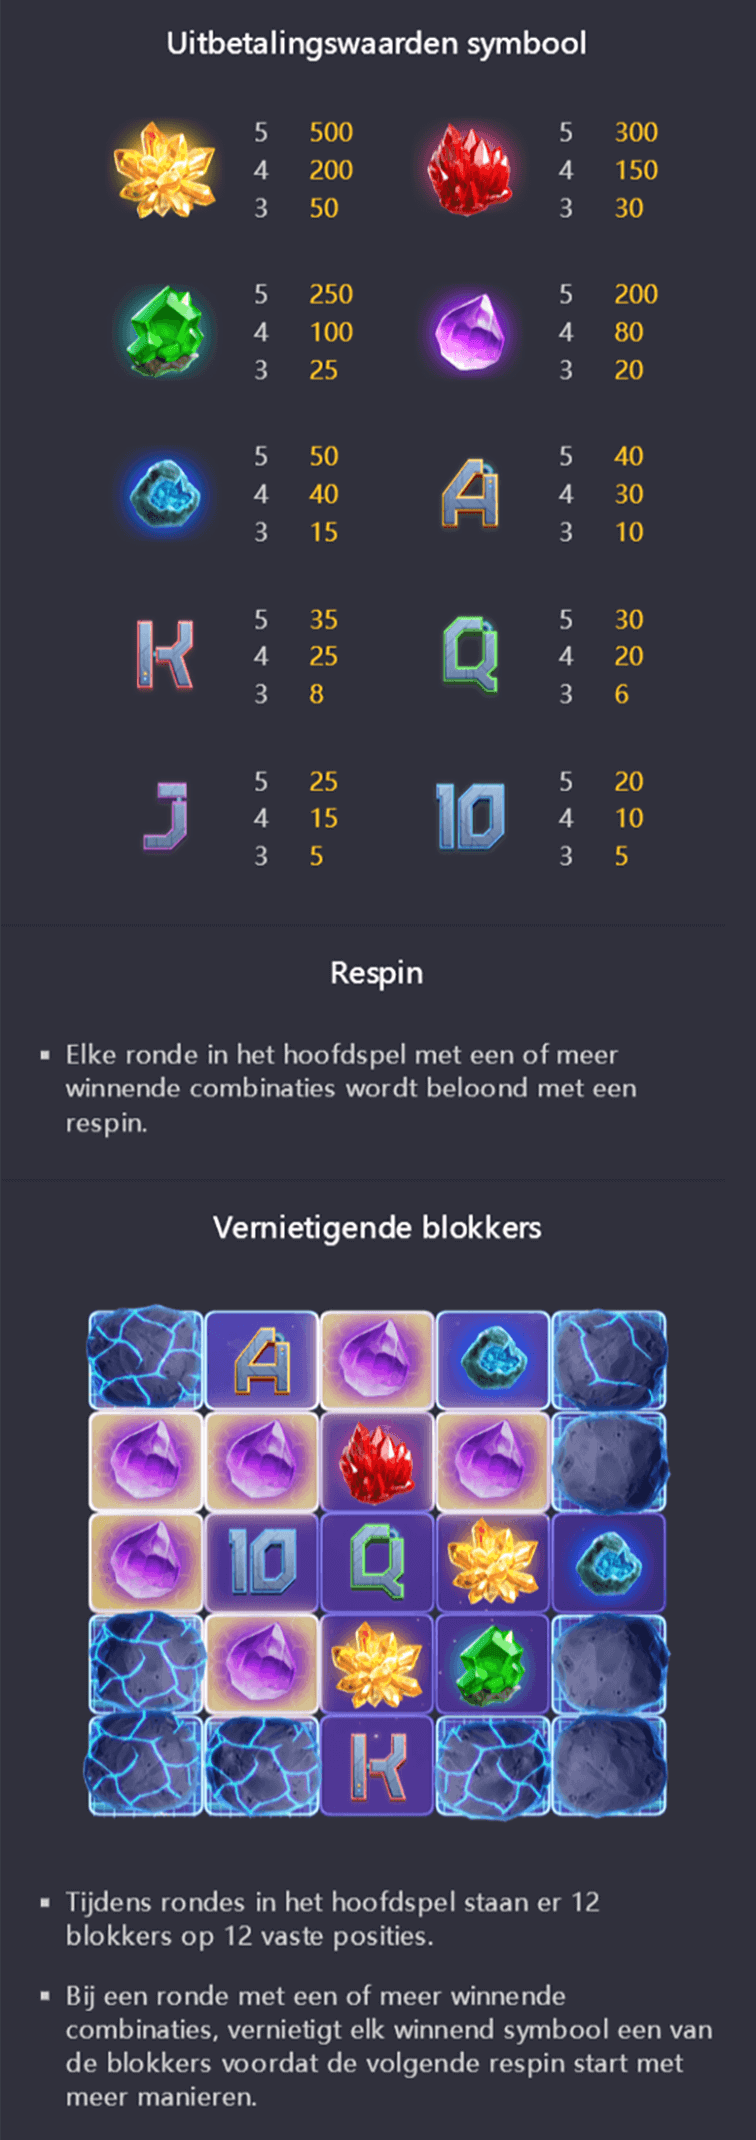 Uitbetalingswaarden symbool
5 500 5 300
4 200 4 150
3 50 3 30
5 250 5 200
4 100 4 80
3 25 3 20
5 50 A 5 40
4 40 4 30
3 15 3 10
K 5 35 Q 5 30
4 25 4 20
3 8 3 6
J 5 25 10 5 20
4 15 4 10
3 5 3 5
Respin
▪ Elke ronde in het hoofdspel met een of meer
winnende combinaties wordt beloond met een
respin.
Vernietigende blokkers
A
10 Q
K
▪ Tijdens rondes in het hoofdspel staan er 12
blokkers op 12 vaste posities.
▪ Bij een ronde met een of meer winnende
combinaties, vernietigt elk winnend symbool een van
de blokkers voordat de volgende respin start met
meer manieren.